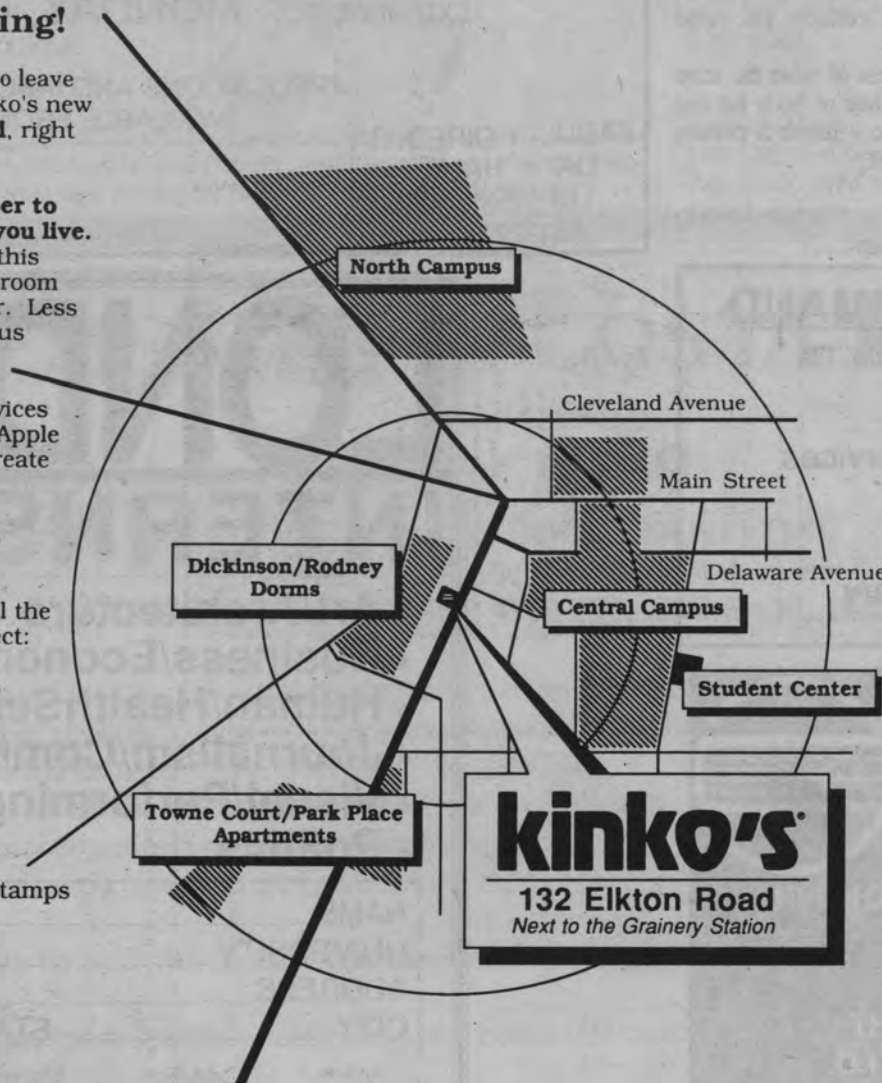 ing!
o leave
ko's new
l, right
er to
you live.
this
room
r. Less
us
vices
Apple
reate
l the
ect:
tamps
North Campus
Cleveland Avenue
Main Street
Delaware Avenue
Dickinson/Rodney
Dorms
Central Campus
Student Center
Towne Court/Park Place
Apartments
kinko's
132 Elkton Road
Next to the Grainery Station